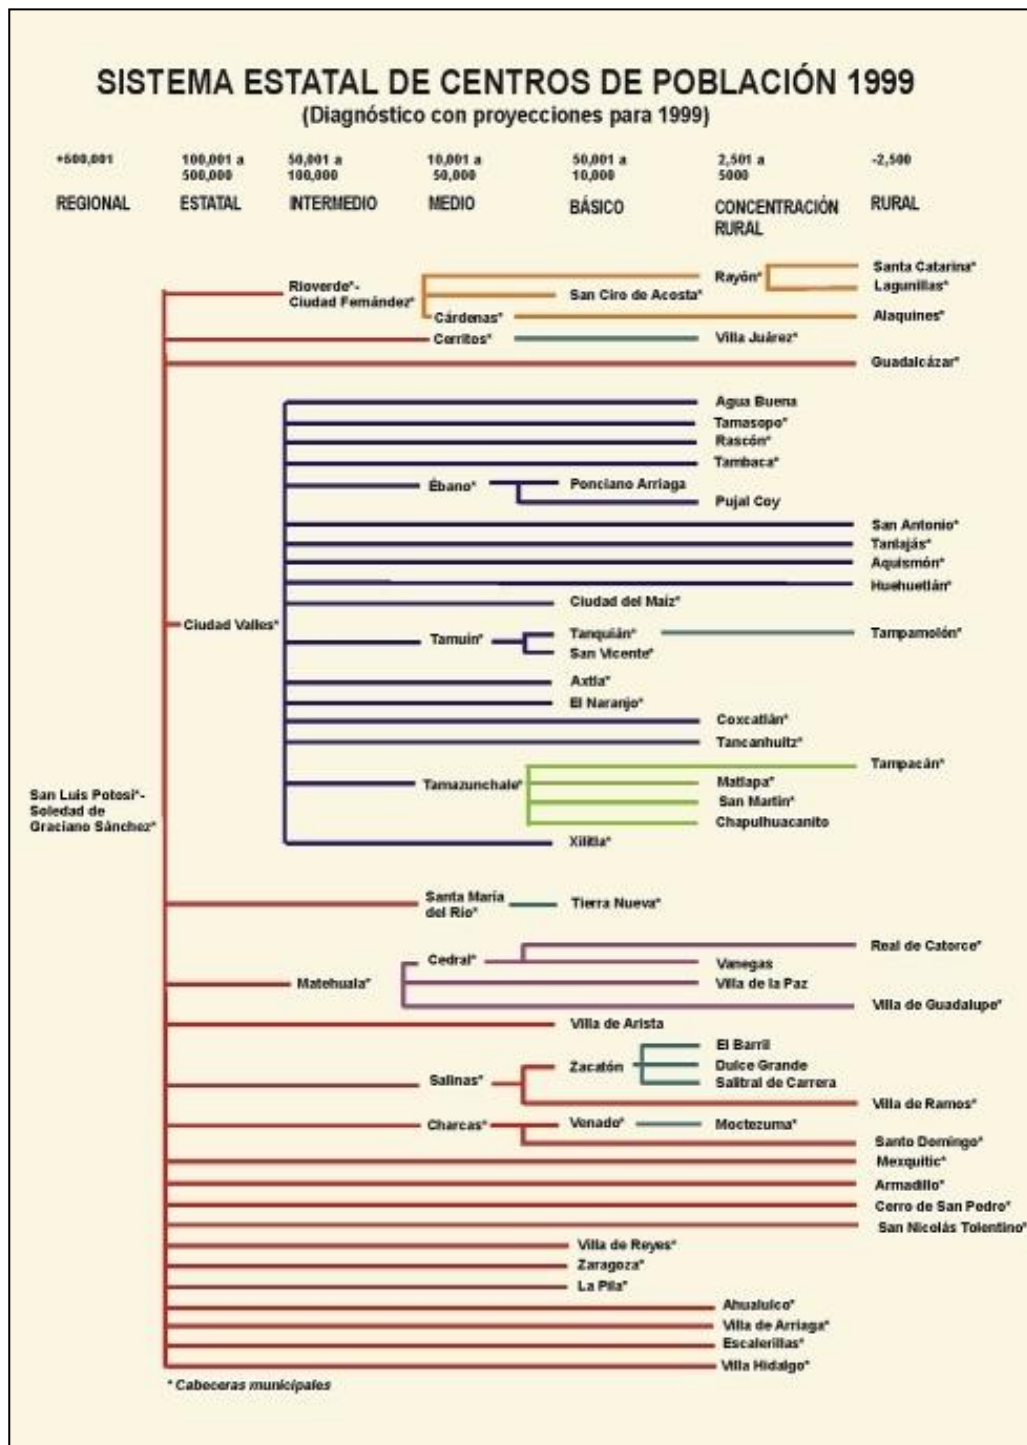 SISTEMA ESTATAL DE CENTROS DE POBLACIÓN 1999
(Diagnóstico con proyecciones para 1999)
+500,001
100,001 a
500,000
50,001 a
100,000
10,001 a
50,000
50,001 a
10,000
2,501 a
5000
-2,500
REGIONAL
ESTATAL
INTERMEDIO
MEDIO
BÁSICO
CONCENTRACIÓN
RURAL
RURAL
Santa Catarina*
Rayón*
Lagunillas*
Rioverde*-
Ciudad Fernández*
San Ciro de Acosta*
Cárdenas*
Alaquines*
Cerritos*
Villa Juárez*
Guadalcázar*
Agua Buena
Tamasopo*
Rascón*
Tambaca*
Ébano*
Ponciano Arriaga
Pujal Coy
San Antonio*
Tanlajás*
Aquismón*
Huehuetlán*
Ciudad del Maíz*
Ciudad Valles*
Tamuín*
Tanquián*
Tampamolón*
San Vicente*
Axtla*
El Naranjo*
Coxcatlán*
Tancanhuitz*
Tampacán*
Tamazunchale*
Matlapa*
San Luis Potosí*-
Soledad de
Graciano Sánchez*
San Martín*
Chapulhuacanito
Xilitla*
Santa María
del Río*
Tierra Nueva*
Real de Catorce*
Cedral*
Vanegas
Matehuala*
Villa de la Paz
Villa de Guadalupe*
Villa de Arista
El Barril
Zacatón
Dulce Grande
Salinas*
Salitral de Carrera
Villa de Ramos*
Charcas*
Venado*
Moctezuma*
Santo Domingo*
Mexquitic*
Armadillo*
Cerro de San Pedro*
San Nicolás Tolentino*
Villa de Reyes*
Zaragoza*
La Pila*
Ahualulco*
Villa de Arriaga*
Escalerillas*
Villa Hidalgo*
* Cabeceras municipales